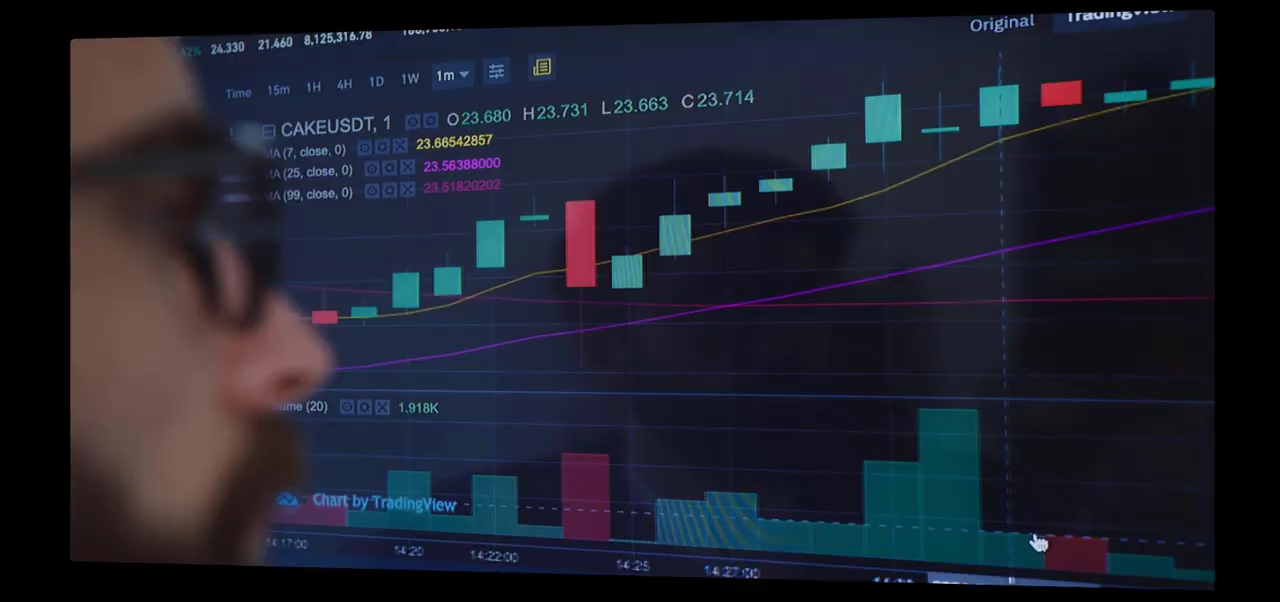 24.330 21.460 8,125,316.78
Original TradingView
Time 15m 1H 4H 1D 1W 1m
CAKEUSDT, 1 O23.680 H23.731 L23.663 C23.714
MA (7, close, 0) 23.66542857
MA (25, close, 0) 23.56388000
MA (99, close, 0) 23.51820202
(20) 1.918K
Chart by TradingView
14:17:00 14:20 14:22:00 14:25 14:27:00